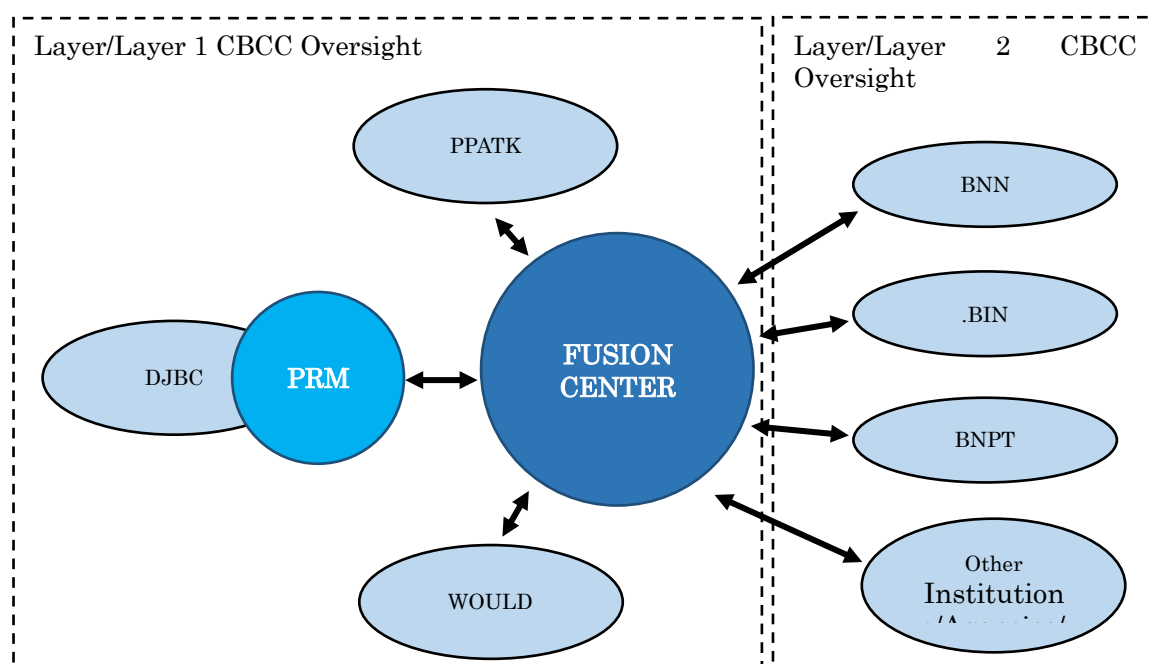 Layer/Layer 1 CBCC Oversight
Layer/Layer 2 CBCC
Oversight
PPATK
BNN
.BIN
FUSION
CENTER
DJBC
PRM
BNPT
WOULD
Other
Institution